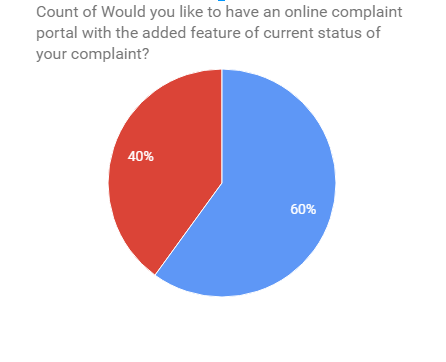 Count of Would you like to have an online complaint
portal with the added feature of current status of
your complaint?
40%
60%